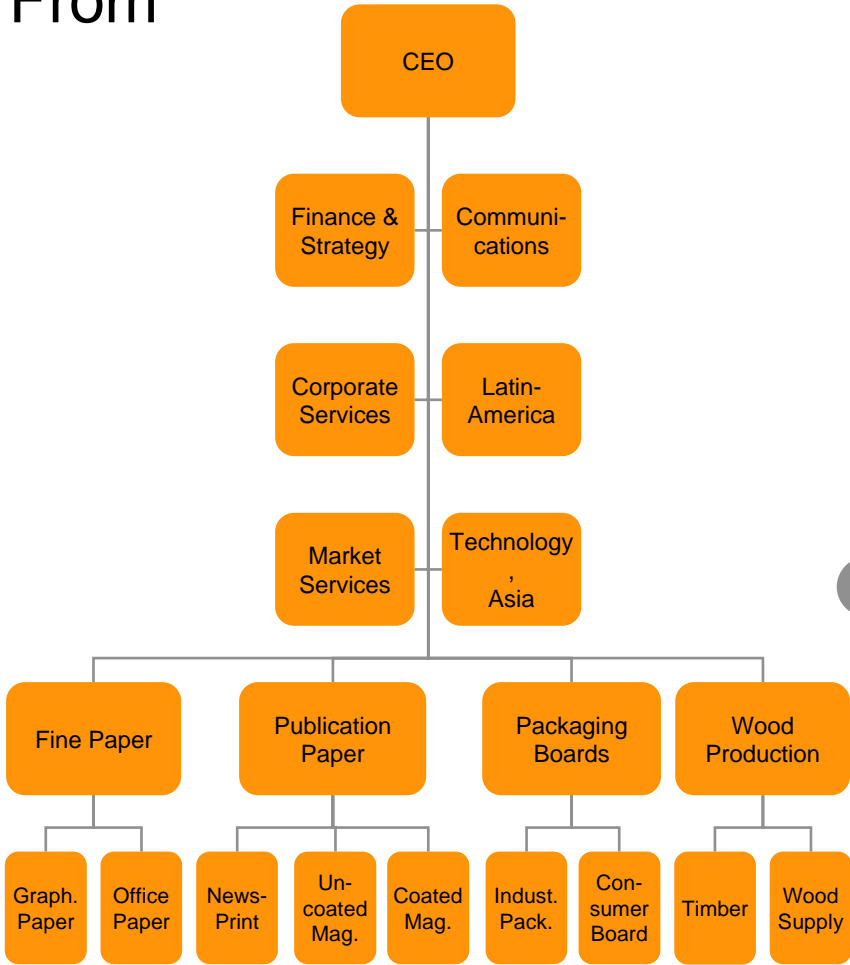 From
CEO
Finance &
Strategy
Communi-
cations
Corporate
Services
Latin-
America
Market
Services
Technology
,
Asia
Fine Paper
Publication
Paper
Packaging
Boards
Wood
Production
Graph.
Paper
Office
Paper
News-
Print
Un-
coated
Mag.
Coated
Mag.
Indust.
Pack.
Con-
sumer
Board
Timber
Wood
Supply